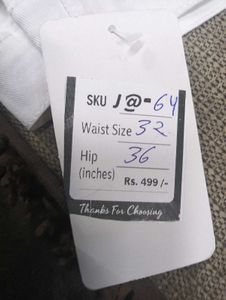 SKU J@-64
Waist Size 32
Hip 36
(inches)
Rs. 499/-
Thanks For Choosing